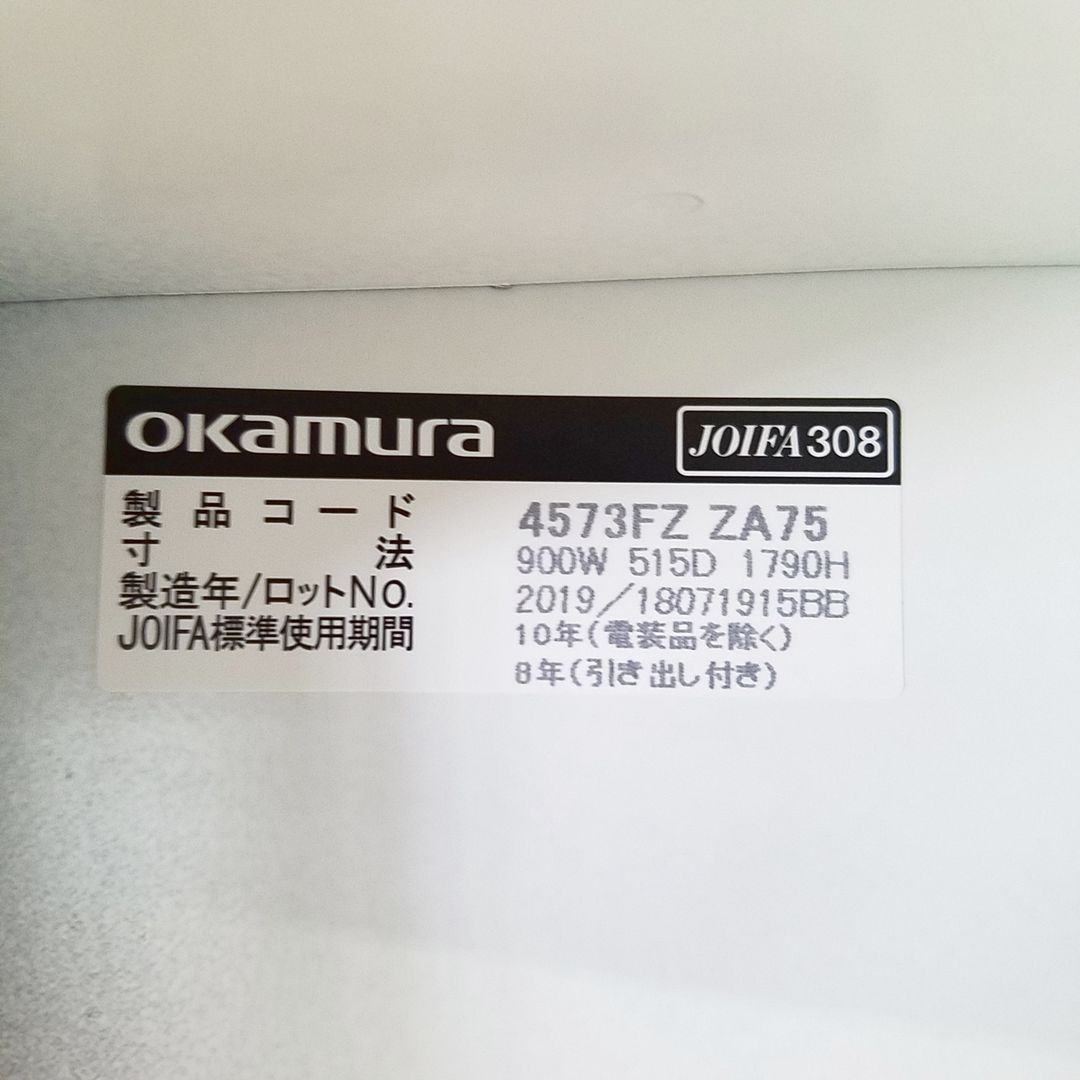 okamura JOIFA308
製品コード 4573FZ ZA75
寸法 900W 515D 1790H
製造年/ロットNo. 2019/18071915BB
JOIFA標準使用期間 10年(電装品を除く)
8年(引き出し付き)